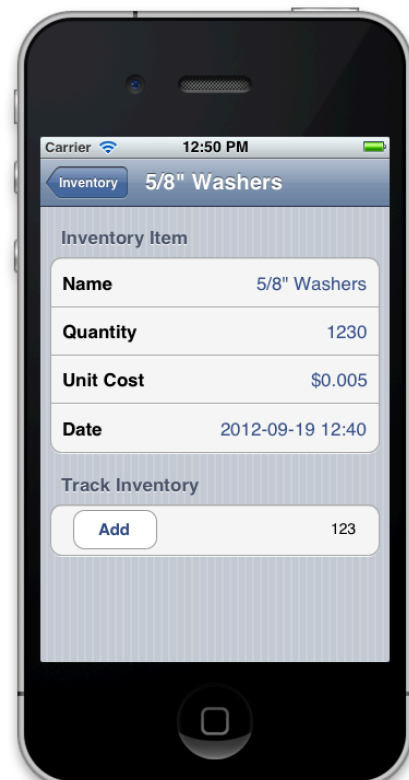 Carrier 12:50 PM
Inventory 5/8" Washers
Inventory Item
Name 5/8" Washers
Quantity 1230
Unit Cost $0.005
Date 2012-09-19 12:40
Track Inventory
Add 123